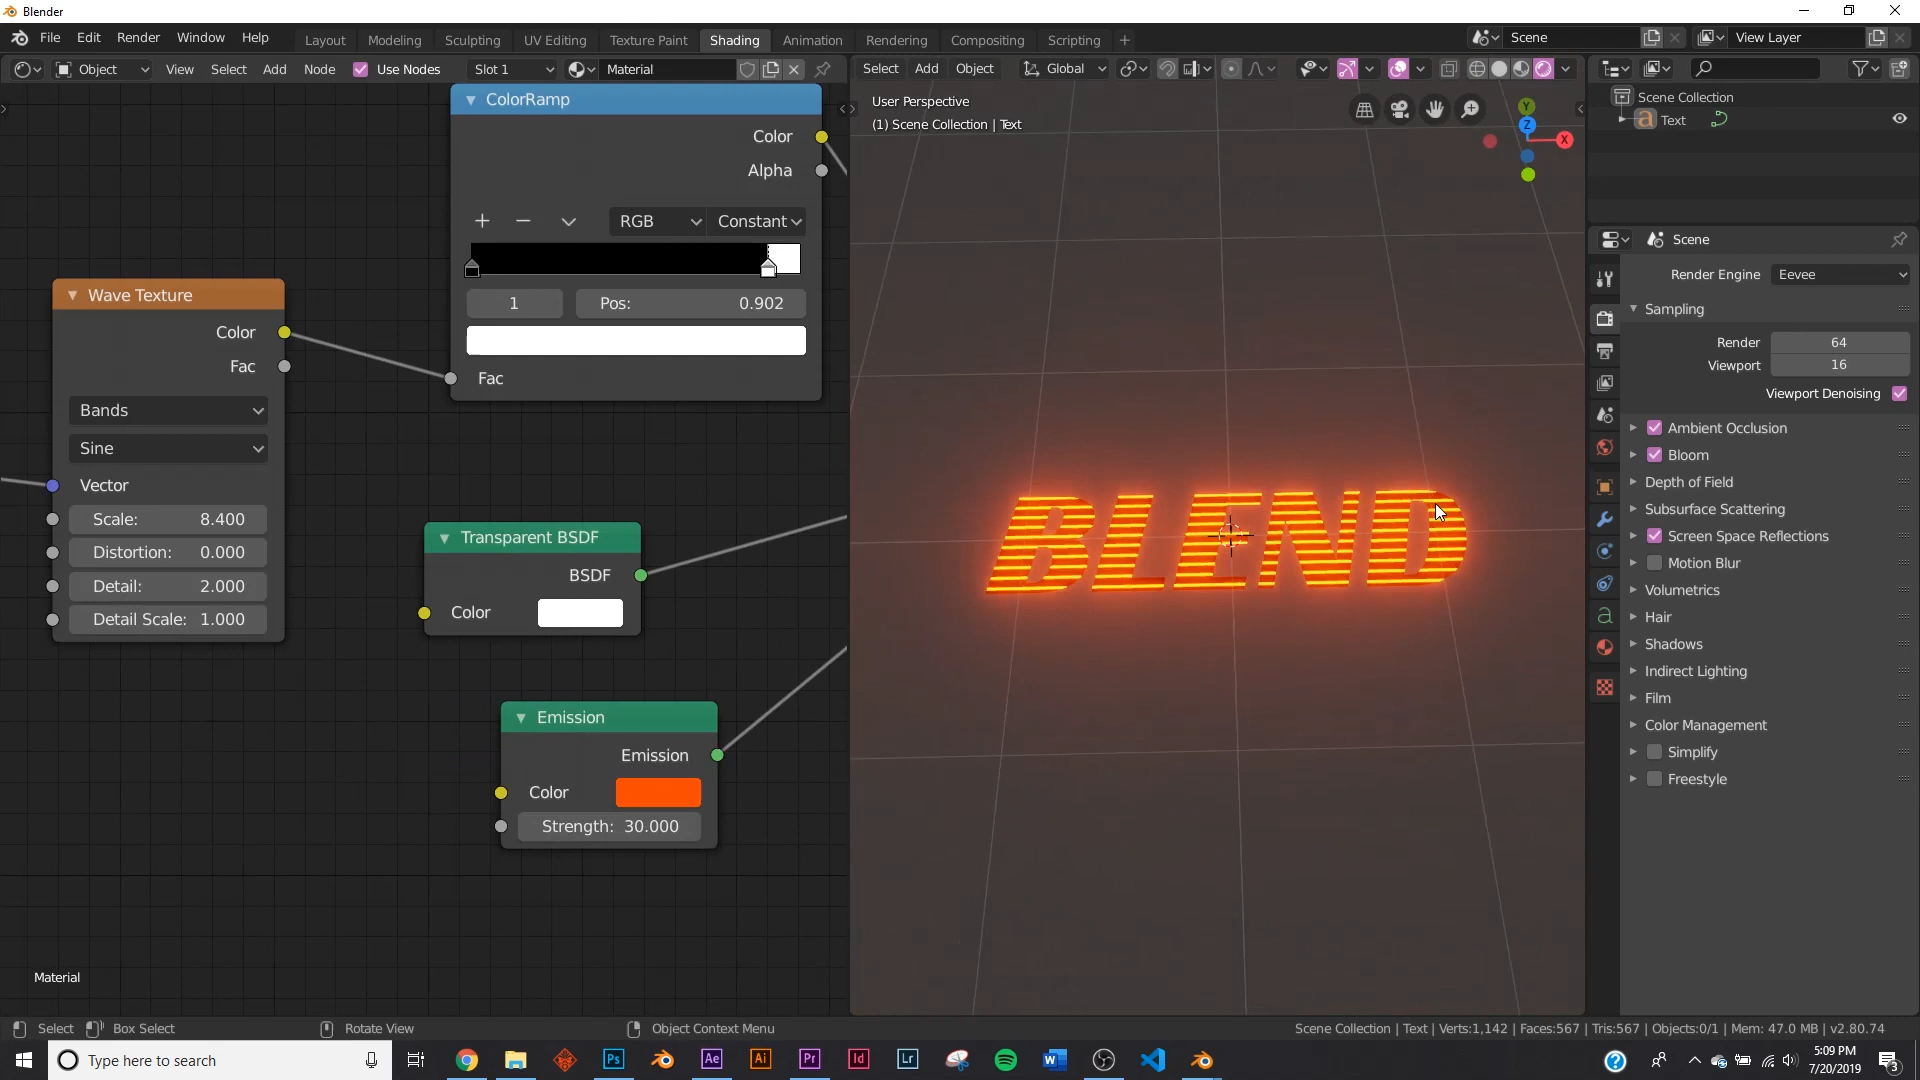 Blender
File Edit Render Window Help Layout Modeling Sculpting UV Editing Texture Paint Shading Animation Rendering Compositing Scripting + Scene View Layer
Object View Select Add Node Use Nodes Slot 1 Material Select Add Object Global
ColorRamp
Color
Alpha
RGB Constant
1 Pos: 0.902
Fac
Wave Texture
Color
Fac
Bands
Sine
Vector
Scale: 8.400
Distortion: 0.000
Detail: 2.000
Detail Scale: 1.000
Transparent BSDF
BSDF
Color
Emission
Emission
Color
Strength: 30.000
Material
User Perspective
(1) Scene Collection | Text
Y
Z
X
BLEND
Scene Collection
Text
Scene
Render Engine Eevee
Sampling
Render 64
Viewport 16
Viewport Denoising
Ambient Occlusion
Bloom
Depth of Field
Subsurface Scattering
Screen Space Reflections
Motion Blur
Volumetrics
Hair
Shadows
Indirect Lighting
Film
Color Management
Simplify
Freestyle
Select Box Select Rotate View Object Context Menu Scene Collection | Text | Verts:1,142 | Faces:567 | Tris:567 | Objects:0/1 | Mem: 47.0 MB | v2.80.74
Type here to search Ps Ae Ai Pr Id Lr W
5:09 PM
7/20/2019
3